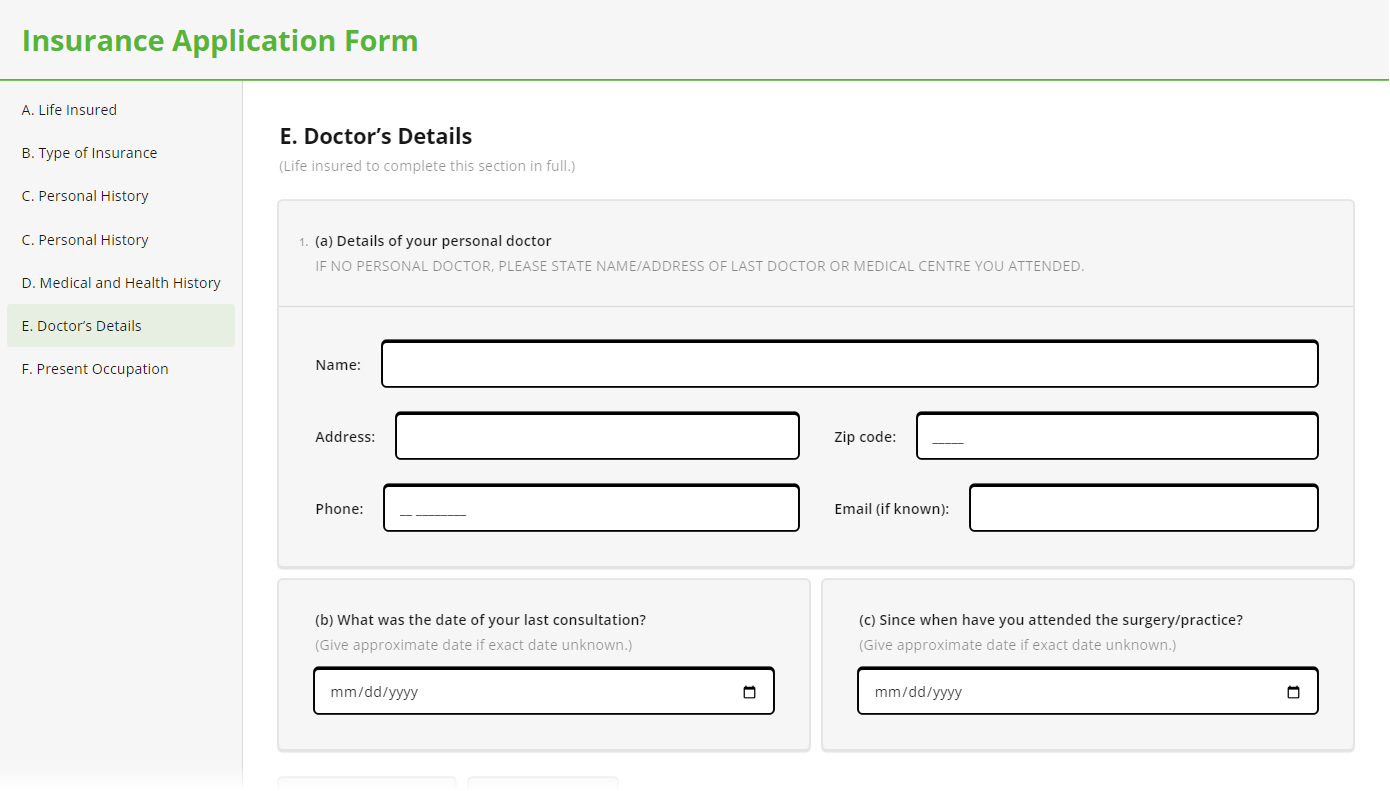 Insurance Application Form
A. Life Insured
B. Type of Insurance
C. Personal History
C. Personal History
D. Medical and Health History
E. Doctor’s Details
F. Present Occupation
E. Doctor’s Details
(Life insured to complete this section in full.)
1. (a) Details of your personal doctor
IF NO PERSONAL DOCTOR, PLEASE STATE NAME/ADDRESS OF LAST DOCTOR OR MEDICAL CENTRE YOU ATTENDED.
Name:
Address:
Zip code: _____
Phone: __ ________
Email (if known):
(b) What was the date of your last consultation?
(Give approximate date if exact date unknown.)
mm/dd/yyyy
(c) Since when have you attended the surgery/practice?
(Give approximate date if exact date unknown.)
mm/dd/yyyy